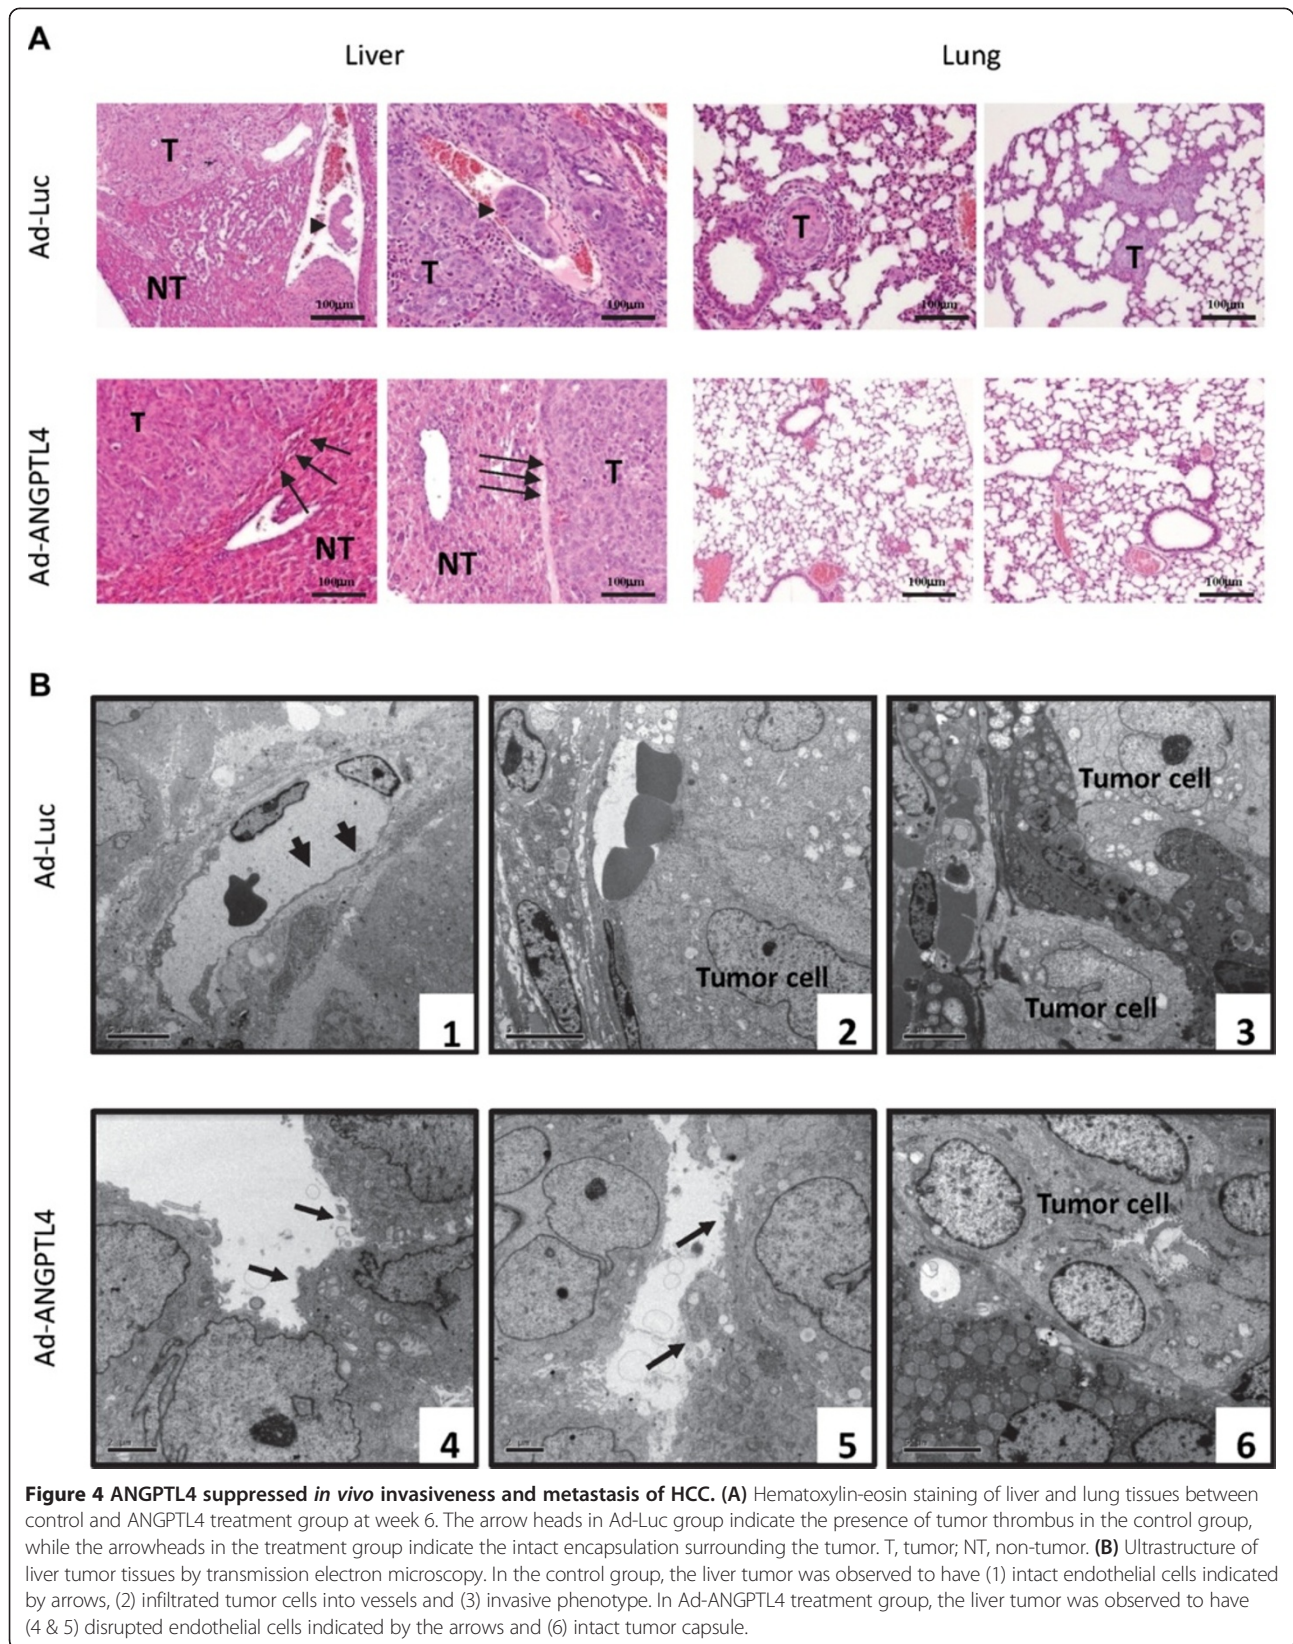 A
Liver
Lung
Ad-Luc
T
NT
100μm
T
100μm
T
100μm
T
100μm
Ad-ANGPTL4
T
NT
100μm
NT
T
100μm
100μm
100μm
B
Ad-Luc
1
Tumor cell
2
Tumor cell
Tumor cell
3
Ad-ANGPTL4
4
5
Tumor cell
6
Figure 4 ANGPTL4 suppressed in vivo invasiveness and metastasis of HCC. (A) Hematoxylin-eosin staining of liver and lung tissues between
control and ANGPTL4 treatment group at week 6. The arrow heads in Ad-Luc group indicate the presence of tumor thrombus in the control group,
while the arrowheads in the treatment group indicate the intact encapsulation surrounding the tumor. T, tumor; NT, non-tumor. (B) Ultrastructure of
liver tumor tissues by transmission electron microscopy. In the control group, the liver tumor was observed to have (1) intact endothelial cells indicated
by arrows, (2) infiltrated tumor cells into vessels and (3) invasive phenotype. In Ad-ANGPTL4 treatment group, the liver tumor was observed to have
(4 & 5) disrupted endothelial cells indicated by the arrows and (6) intact tumor capsule.